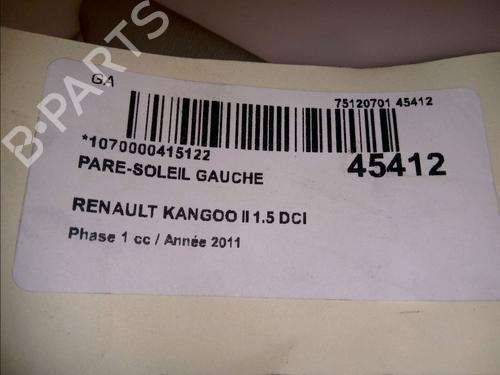 GA
75120701 45412
*1070000415122
45412
PARE-SOLEIL GAUCHE
RENAULT KANGOO II 1.5 DCI
Phase 1 cc / Année 2011
B-PARTS